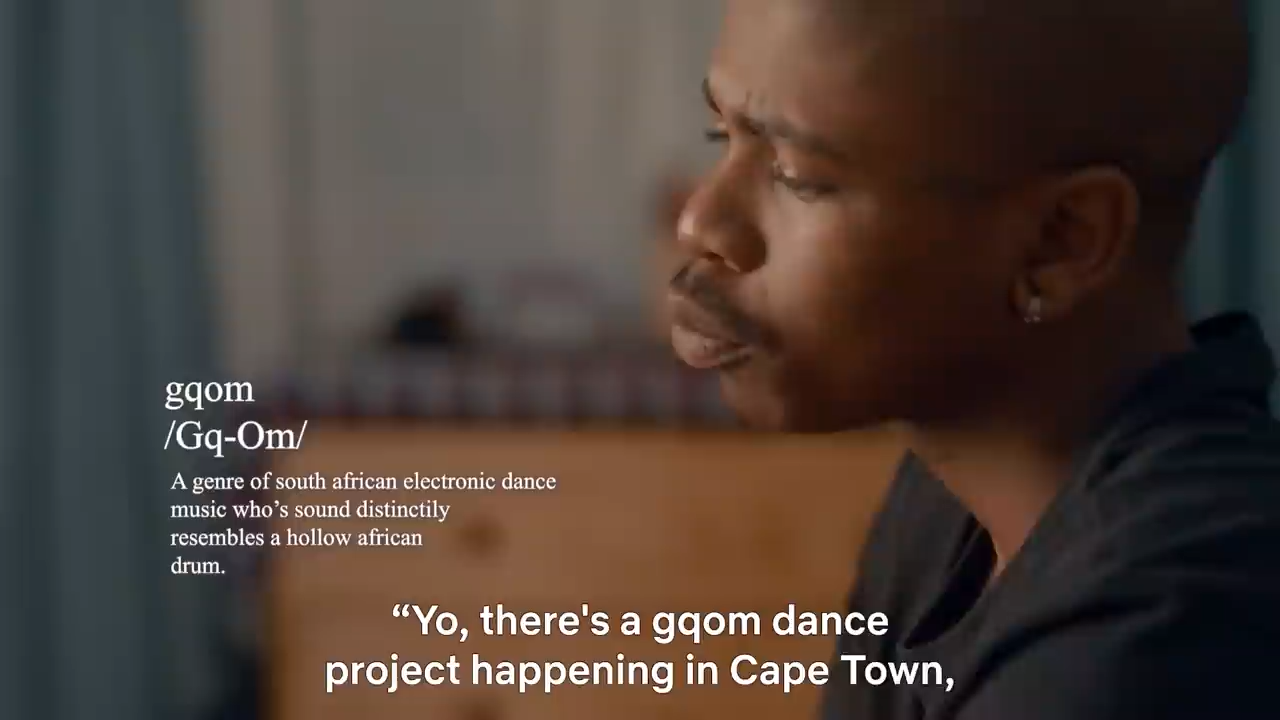 gqom
/Gq-Om/
A genre of south african electronic dance
music who’s sound distinctily
resembles a hollow african
drum.
“Yo, there's a gqom dance
project happening in Cape Town,